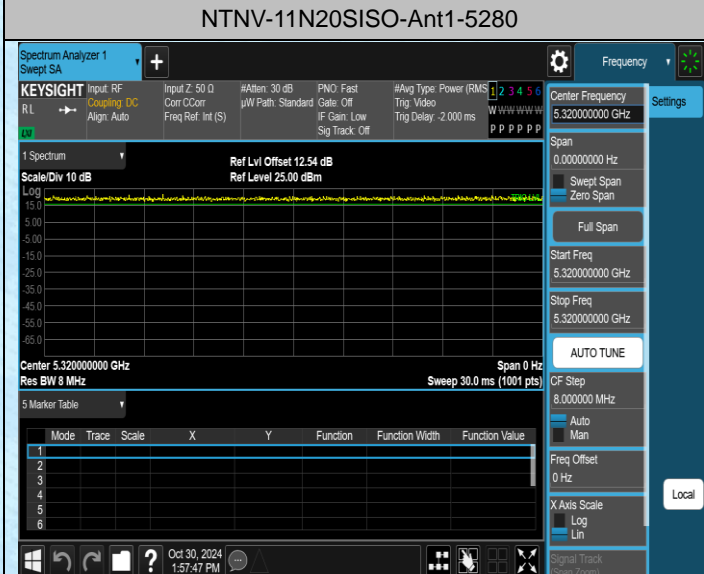 NTNV-11N20SISO-Ant1-5280
Spectrum Analyzer 1
Swept SA
Frequency
KEYSIGHT
RL
LXI
Input: RF
Coupling: DC
Align: Auto
Input Z: 50 Ω
Corr CCorr
Freq Ref: Int (S)
#Atten: 30 dB
µW Path: Standard
PNO: Fast
Gate: Off
IF Gain: Low
Sig Track: Off
#Avg Type: Power (RMS
Trig: Video
Trig Delay: -2.000 ms
1 2 3 4 5 6
W W W W W W
P P P P P P
Center Frequency
5.320000000 GHz
Settings
Span
0.00000000 Hz
Swept Span
Zero Span
Full Span
Start Freq
5.320000000 GHz
Stop Freq
5.320000000 GHz
AUTO TUNE
CF Step
8.000000 MHz
Auto
Man
Freq Offset
0 Hz
X Axis Scale
Log
Lin
Signal Track
(Span Zoom)
Local
1 Spectrum
Scale/Div 10 dB
Ref Lvl Offset 12.54 dB
Ref Level 25.00 dBm
Log
15.0
5.00
-5.00
-15.0
-25.0
-35.0
-45.0
-55.0
-65.0
Center 5.320000000 GHz
Span 0 Hz
Res BW 8 MHz
Sweep 30.0 ms (1001 pts)
5 Marker Table
Mode Trace Scale X Y Function Function Width Function Value
1
2
3
4
5
6
?
Oct 30, 2024
1:57:47 PM